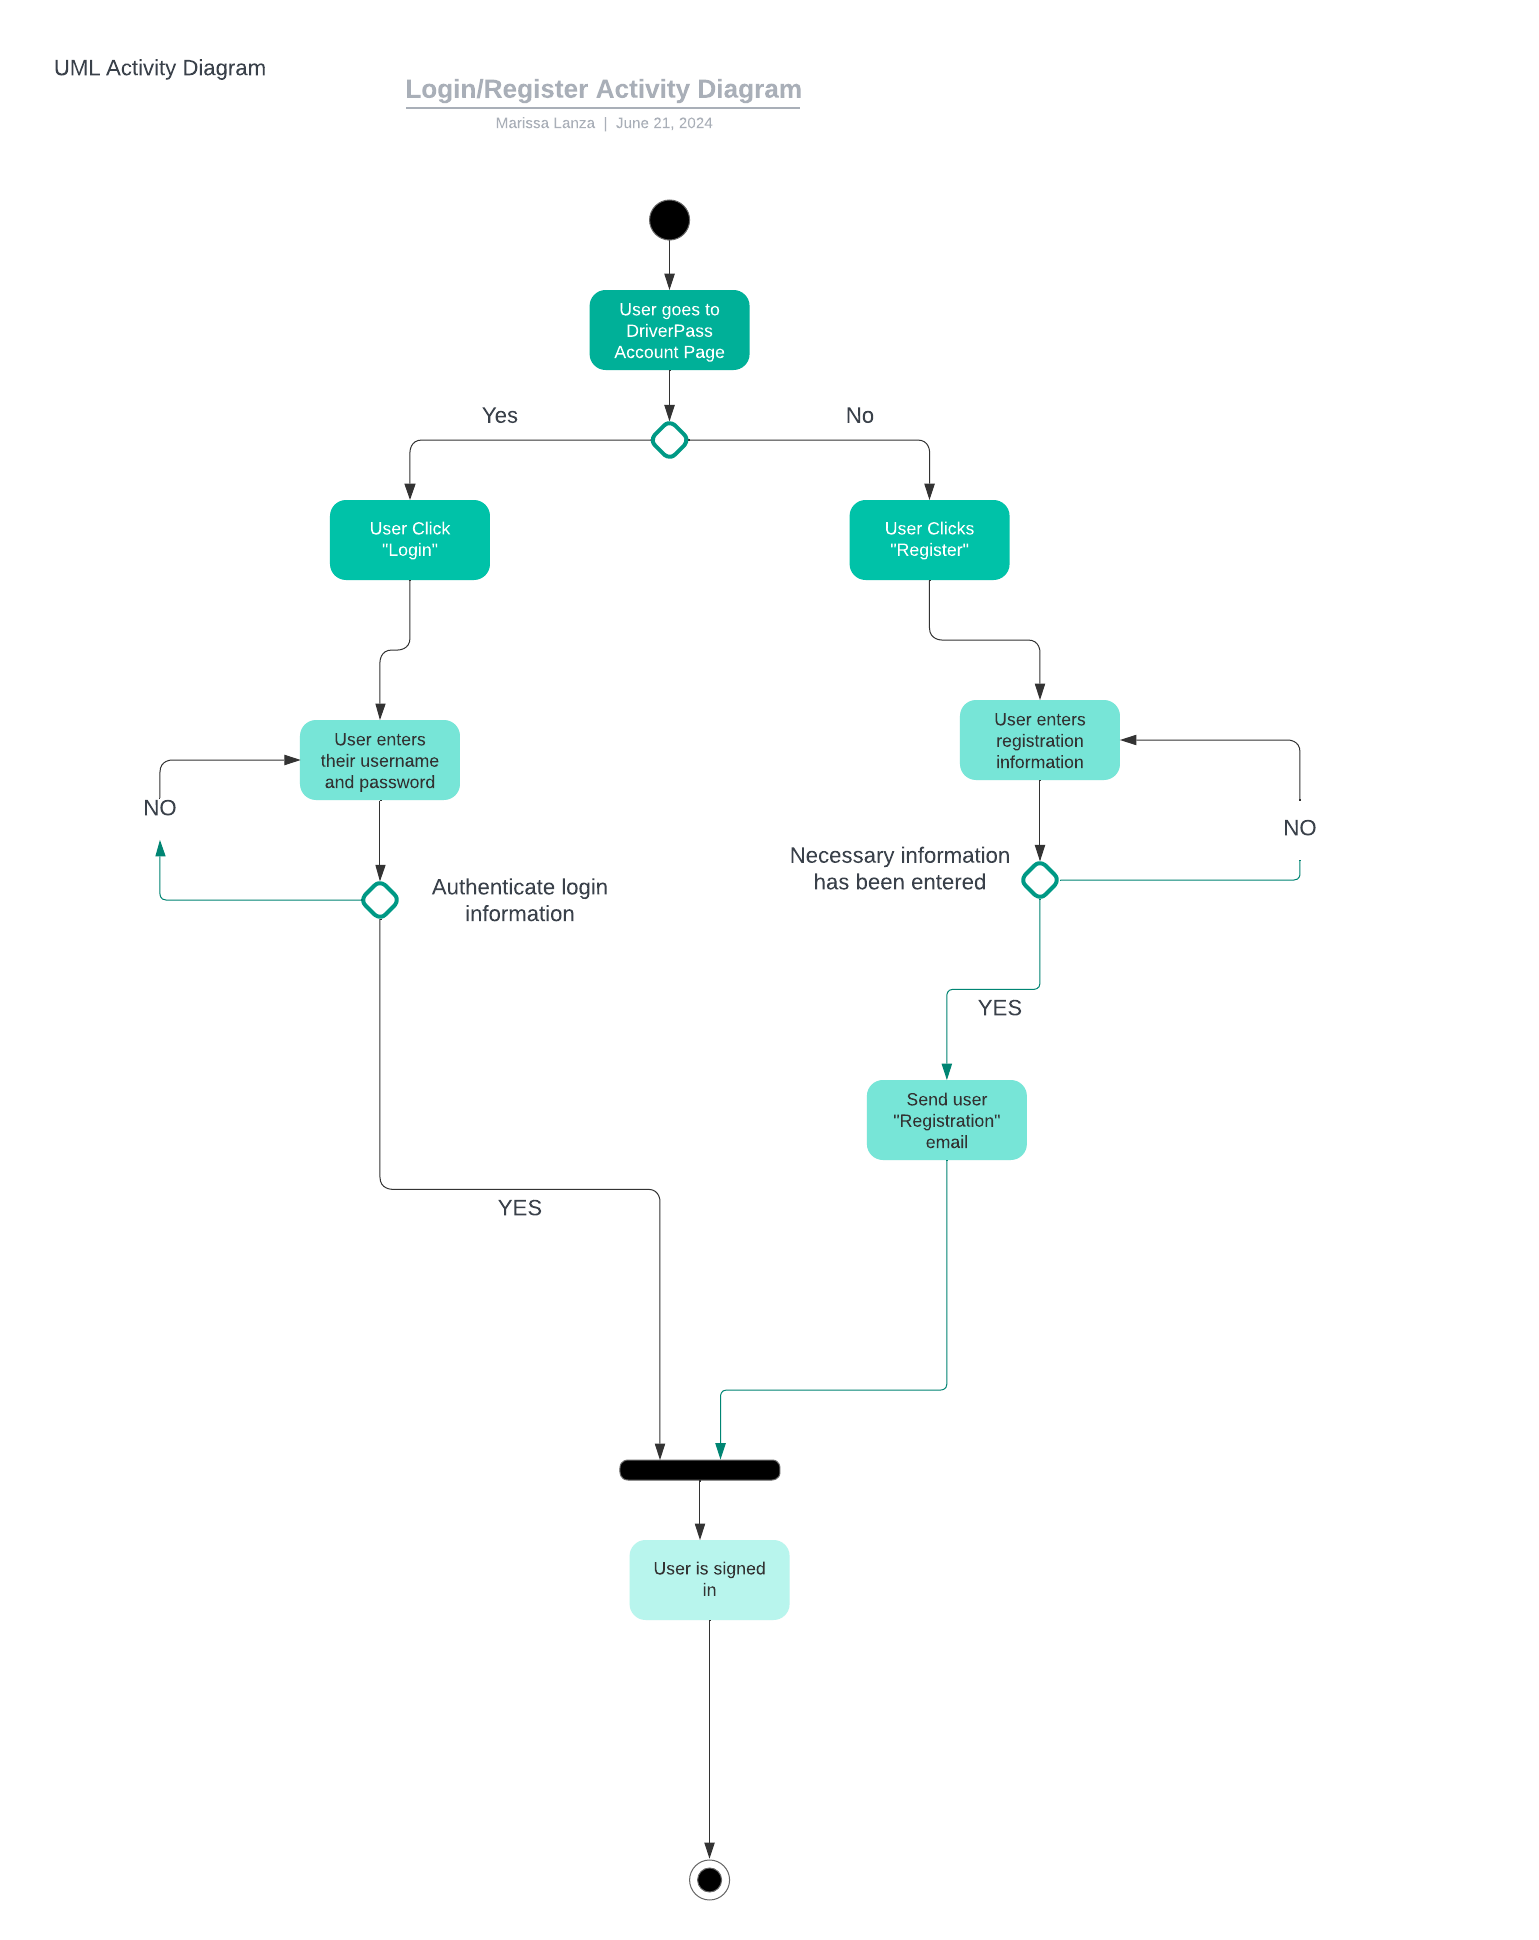 UML Activity Diagram
Login/Register Activity Diagram
Marissa Lanza | June 21, 2024
User goes to
DriverPass
Account Page
Yes
No
User Click
"Login"
User Clicks
"Register"
User enters
their username
and password
User enters
registration
information
NO
NO
Necessary information
has been entered
Authenticate login
information
YES
Send user
"Registration"
email
YES
User is signed
in